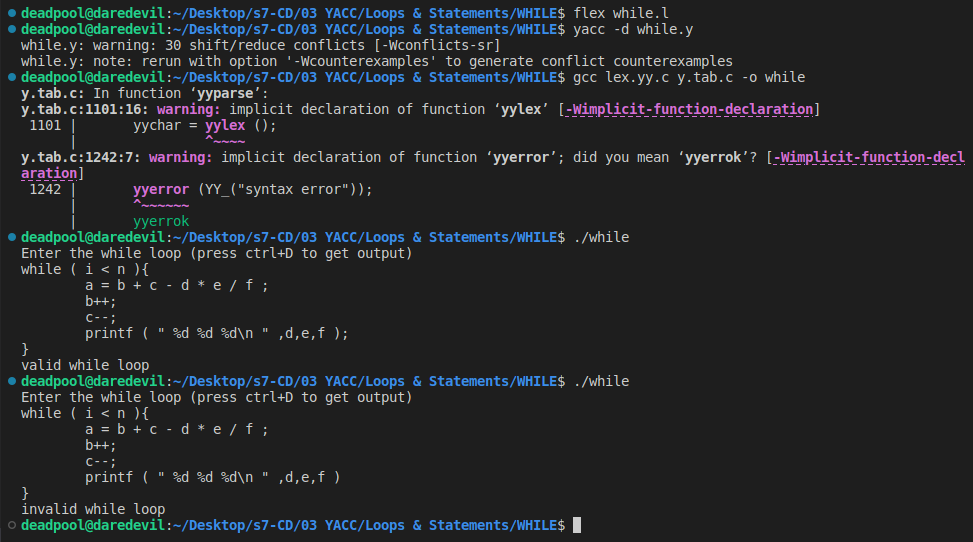 deadpool@daredevil:~/Desktop/s7-CD/03 YACC/Loops & Statements/WHILE$ flex while.l
deadpool@daredevil:~/Desktop/s7-CD/03 YACC/Loops & Statements/WHILE$ yacc -d while.y
while.y: warning: 30 shift/reduce conflicts [-Wconflicts-sr]
while.y: note: rerun with option '-Wcounterexamples' to generate conflict counterexamples
deadpool@daredevil:~/Desktop/s7-CD/03 YACC/Loops & Statements/WHILE$ gcc lex.yy.c y.tab.c -o while
y.tab.c: In function ‘yyparse’:
y.tab.c:1101:16: warning: implicit declaration of function ‘yylex’ [-Wimplicit-function-declaration]
 1101 |       yychar = yylex ();
      |                ^~~~~
y.tab.c:1242:7: warning: implicit declaration of function ‘yyerror’; did you mean ‘yyerrok’? [-Wimplicit-function-decl
aration]
 1242 |       yyerror (YY_("syntax error"));
      |       ^~~~~~~
      |       yyerrok
deadpool@daredevil:~/Desktop/s7-CD/03 YACC/Loops & Statements/WHILE$ ./while
Enter the while loop (press ctrl+D to get output)
while ( i < n ){
        a = b + c - d * e / f ;
        b++;
        c--;
        printf ( " %d %d %d\n " ,d,e,f );
}
valid while loop
deadpool@daredevil:~/Desktop/s7-CD/03 YACC/Loops & Statements/WHILE$ ./while
Enter the while loop (press ctrl+D to get output)
while ( i < n ){
        a = b + c - d * e / f ;
        b++;
        c--;
        printf ( " %d %d %d\n " ,d,e,f )
}
invalid while loop
deadpool@daredevil:~/Desktop/s7-CD/03 YACC/Loops & Statements/WHILE$